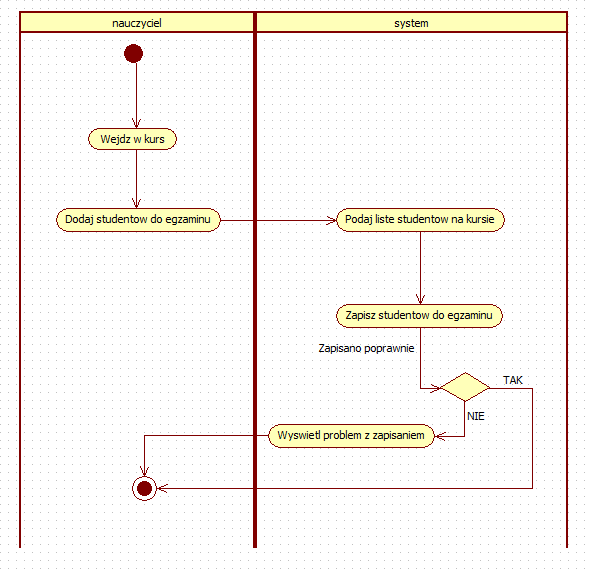 nauczyciel
system
Wejdz w kurs
Dodaj studentow do egzaminu
Podaj liste studentow na kursie
Zapisz studentow do egzaminu
Zapisano poprawnie
TAK
NIE
Wyswietl problem z zapisaniem